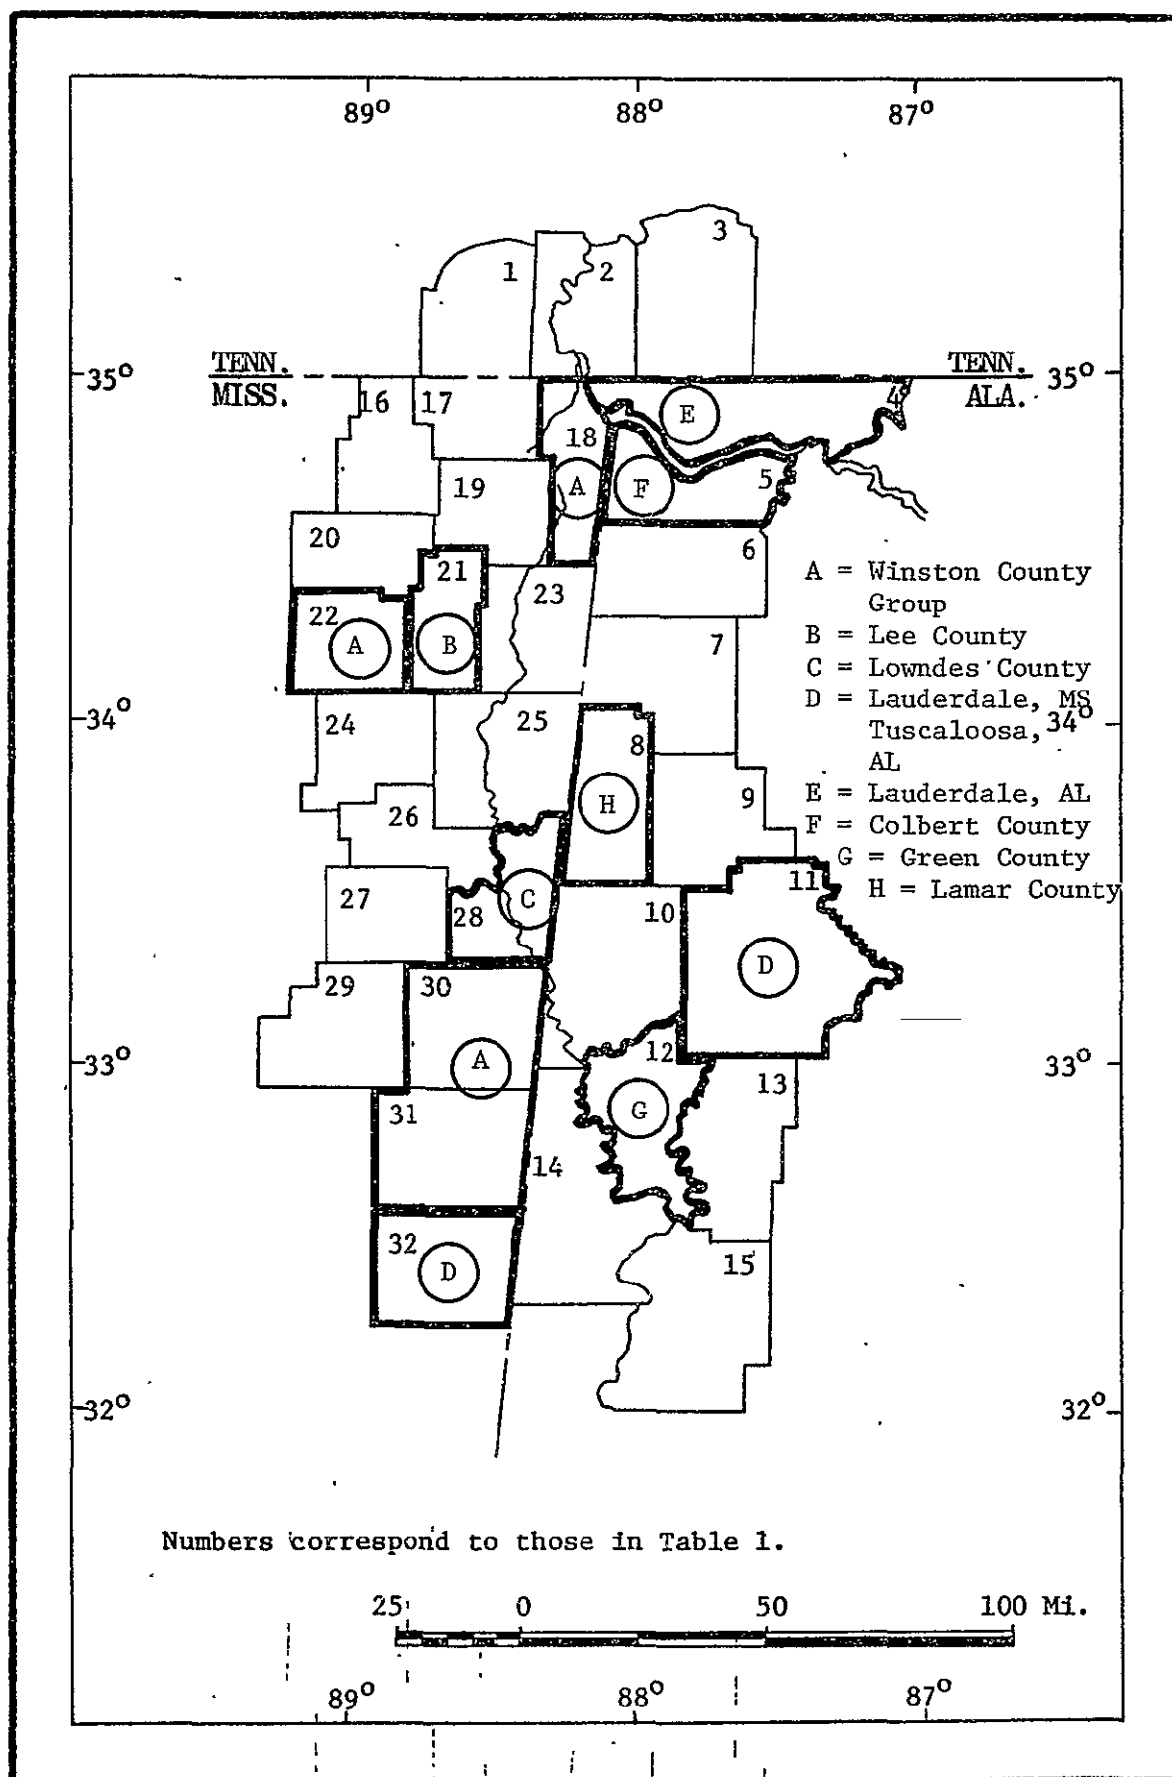 89° 88° 87°
3
1 2
TENN. TENN.
35° 35°
MISS. ALA.
16 17 4
E
18
A F 5
19
20 6
21
23
22 7
A B
34° 34°
24 25
8
H 9
26
11
27 C
28 10
D
29 30
12
33° A 33°
13
31 G
14
32 15
D
32° 32°
A = Winston County
Group
B = Lee County
C = Lowndes County
D = Lauderdale, MS
Tuscaloosa,
AL
E = Lauderdale, AL
F = Colbert County
G = Green County
H = Lamar County
Numbers correspond to those in Table 1.
25 0 50 100 Mi.
89° 88° 87°